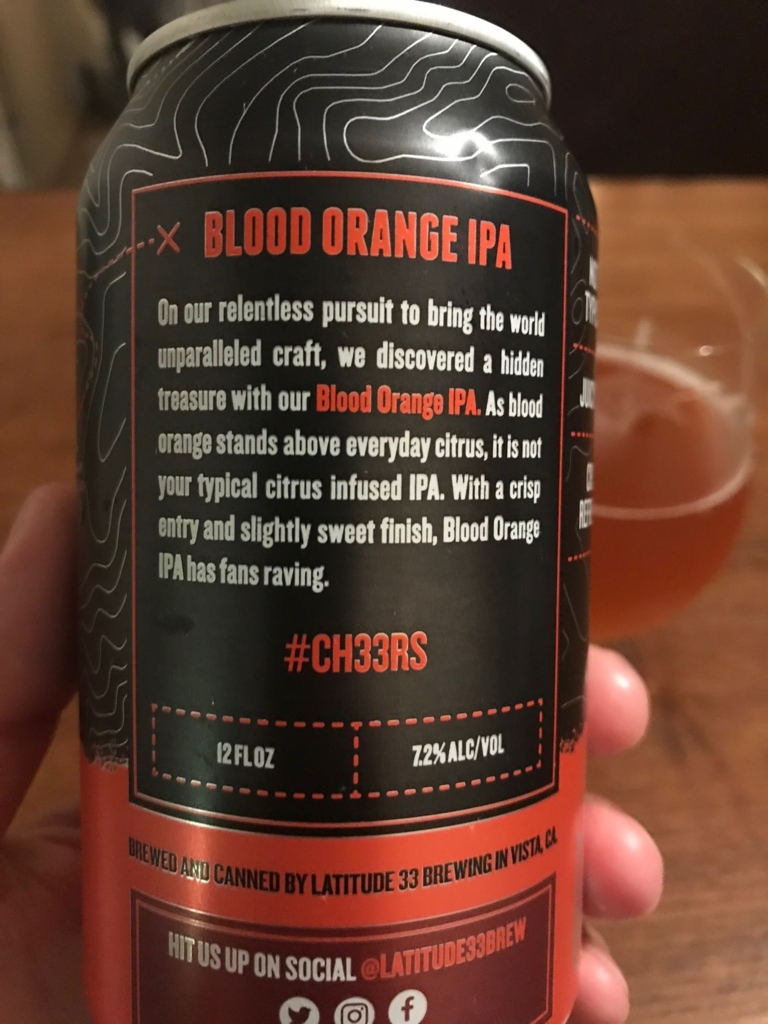 BLOOD ORANGE IPA
On our relentless pursuit to bring the world
unparalleled craft, we discovered a hidden
treasure with our Blood Orange IPA. As blood
orange stands above everyday citrus, it is not
your typical citrus infused IPA. With a crisp
entry and slightly sweet finish, Blood Orange
IPA has fans raving.
#CH33RS
12 FL OZ
7.2% ALC/VOL
BREWED AND CANNED BY LATITUDE 33 BREWING IN VISTA, CA.
HIT US UP ON SOCIAL @LATITUDE33BREW